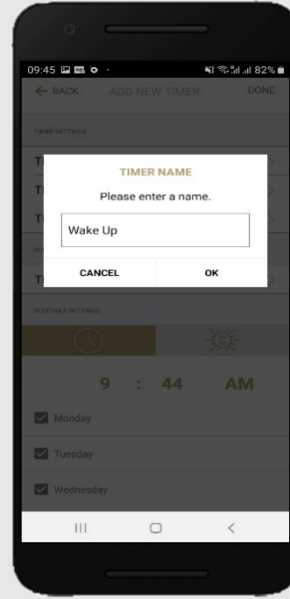 09:45 82%
BACK ADD NEW TIMER DONE
TIMER SETTINGS
TIMER NAME
Please enter a name.
Wake Up
CANCEL OK
SCHEDULE SETTINGS
9 : 44 AM
Monday
Tuesday
Wednesday